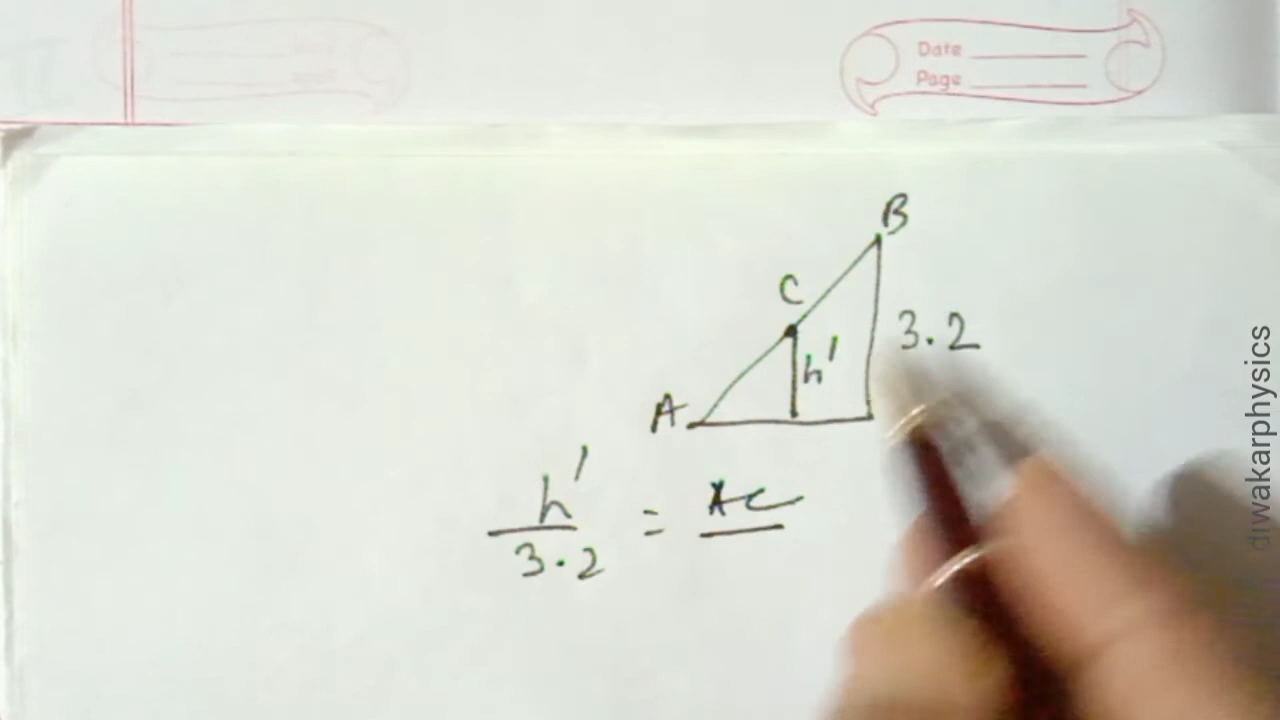 Date
Page
B
C
3.2
h'
A
h' = AC
3.2
diwakarphysics